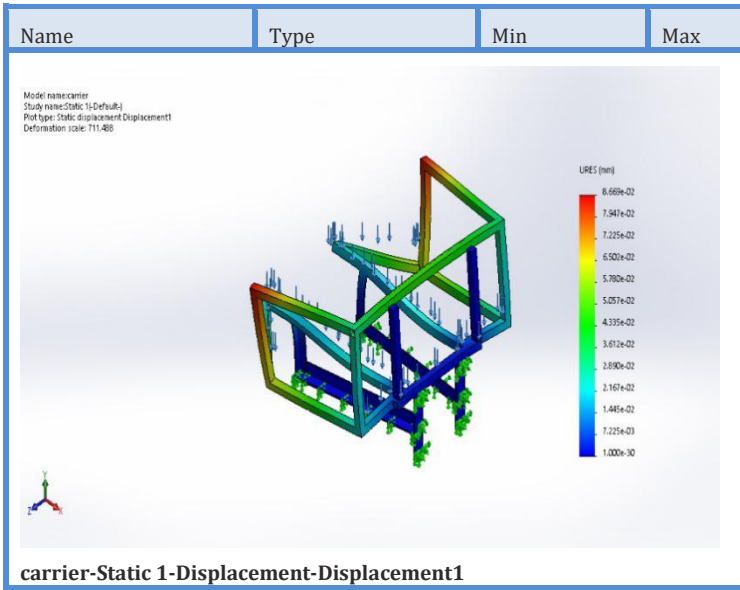 Name Type Min Max
Model name:carrier
Study name:Static 1(-Default-)
Plot type: Static displacement Displacement1
Deformation scale: 711.488
URES (mm)
8.669e-02
7.947e-02
7.225e-02
6.502e-02
5.780e-02
5.057e-02
4.335e-02
3.612e-02
2.890e-02
2.167e-02
1.445e-02
7.225e-03
1.000e-30
Y
Z X
carrier-Static 1-Displacement-Displacement1